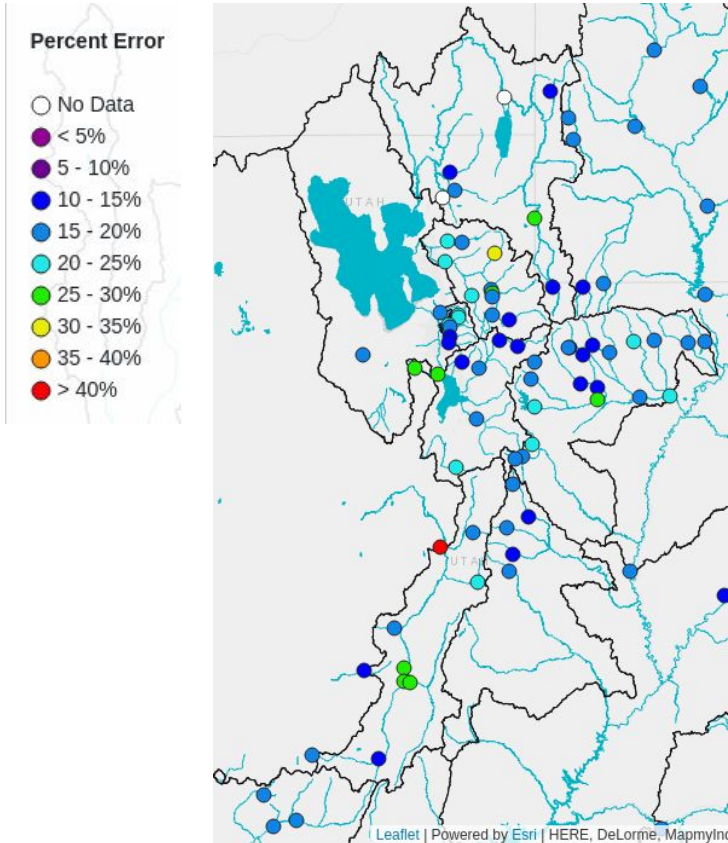 Percent Error
No Data
< 5%
5 - 10%
10 - 15%
15 - 20%
20 - 25%
25 - 30%
30 - 35%
35 - 40%
> 40%
UTAH
UTAH
Leaflet | Powered by Esri | HERE, DeLorme, MapmyInd